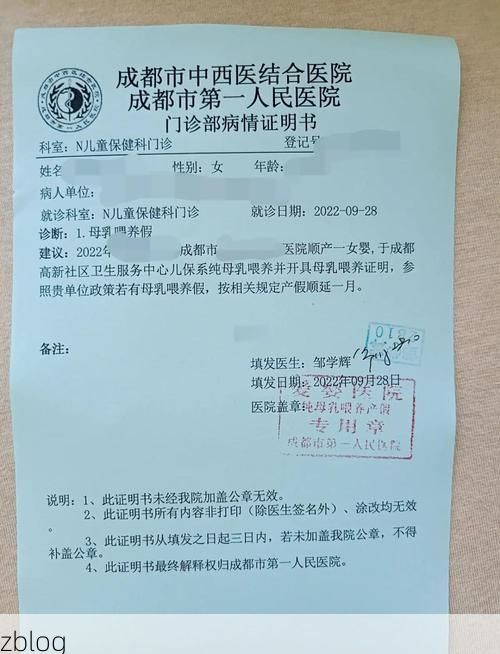 成都市中西医结合医院
成都市第一人民医院
门诊部病情证明书
科室：N儿童保健科门诊 登记号
姓名 性别：女 年龄：
病人单位：
就诊科室：N儿童保健科门诊 就诊日期：2022-09-28
诊断：1.母乳喂养假
建议：2022年 成都市 医院顺产一女婴，于成都
高新社区卫生服务中心儿保系纯母乳喂养并开具母乳喂养证明，参
照贵单位政策若有母乳喂养假，按相关规定产假顺延一月。
备注：
填发医生：邹学辉
填发日期：2022年09月28日
医院盖章：
爱婴医院
纯母乳喂养产假
专用章
成都市第一人民医院
说明：1、此证明书未经我院加盖公章无效。
2、此证明书所有内容非打印（除医生签名外）、涂改均无效
。
3、此证明书从填发之日起三日内，若未加盖我院公章，不得
补盖公章。
4、此证明书最终解释权归成都市第一人民医院。
zblog